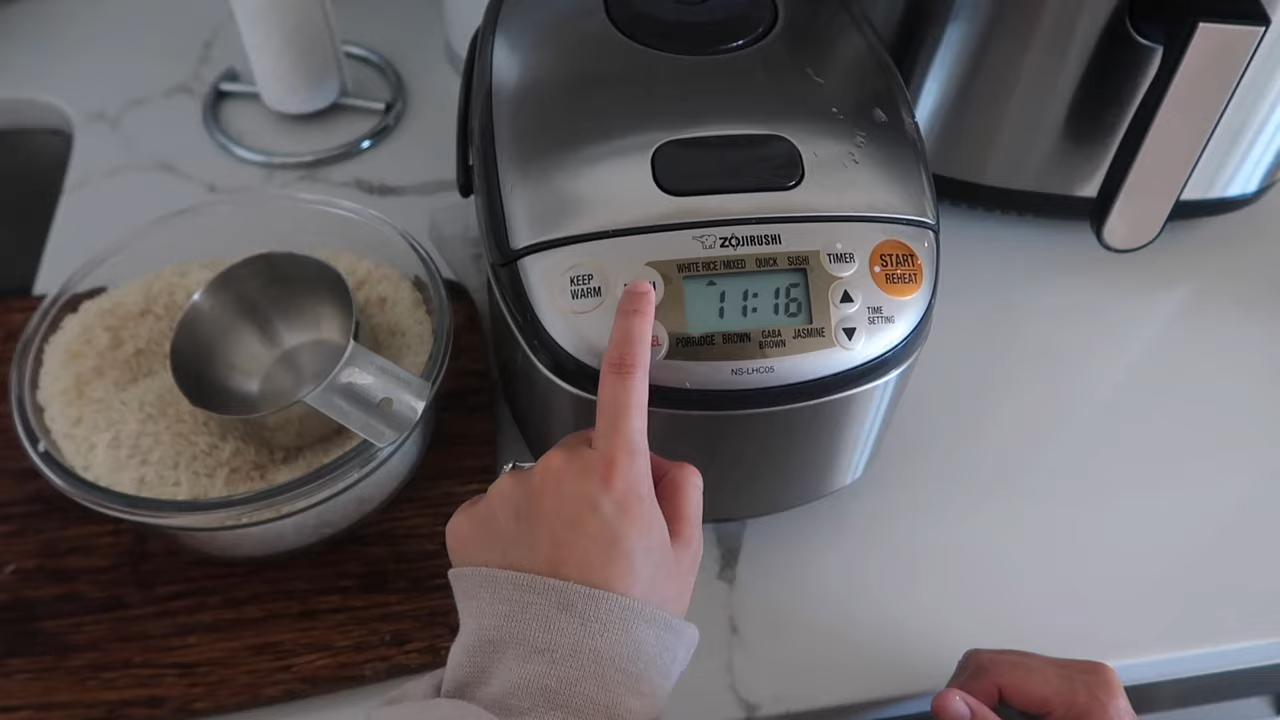 ZOJIRUSHI
WHITE RICE / MIXED QUICK SUSHI
TIMER
START
REHEAT
KEEP
WARM
11:16
TIME
SETTING
PORRIDGE BROWN GABA BROWN JASMINE
NS-LHC05